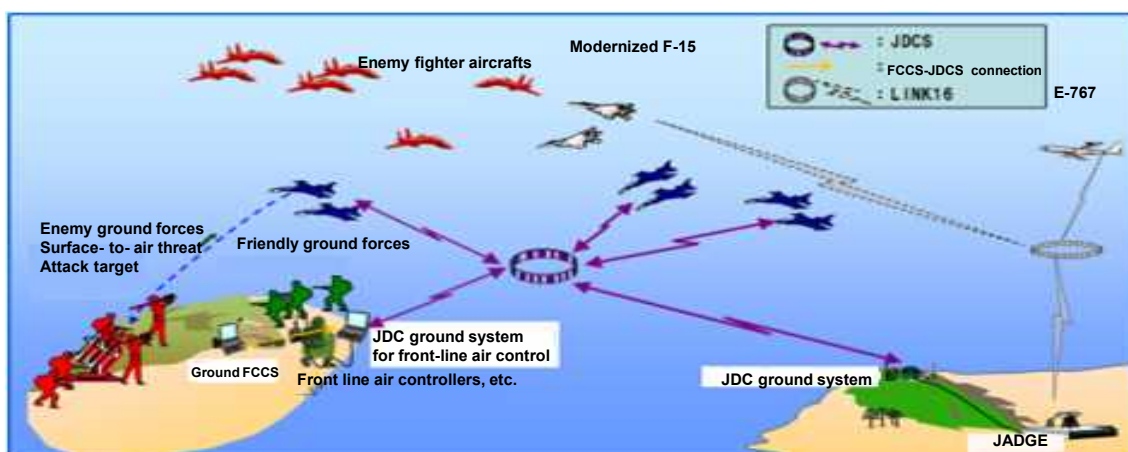 Enemy fighter aircrafts
Modernized F-15
: JDCS
: FCCS-JDCS connection
: LINK16
E-767
Enemy ground forces
Surface- to- air threat
Attack target
Friendly ground forces
JDC ground system
for front-line air control
Ground FCCS
Front line air controllers, etc.
JDC ground system
JADGE